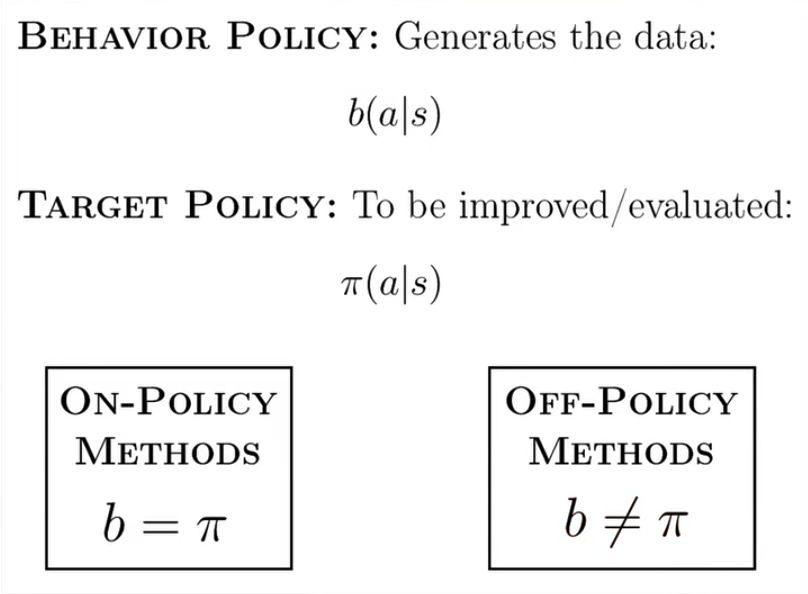 BEHAVIOR POLICY: Generates the data:
b(a|s)
TARGET POLICY: To be improved/evaluated:
π(a|s)
ON-POLICY
METHODS
b = π
OFF-POLICY
METHODS
b ≠ π